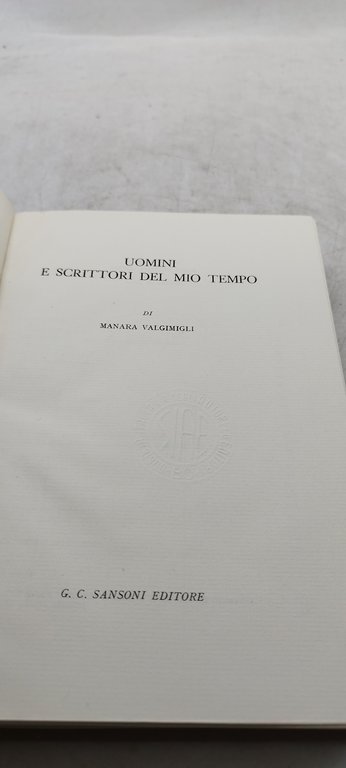 UOMINI
E SCRITTORI DEL MIO TEMPO
DI
MANARA VALGIMIGLI
G. C. SANSONI EDITORE